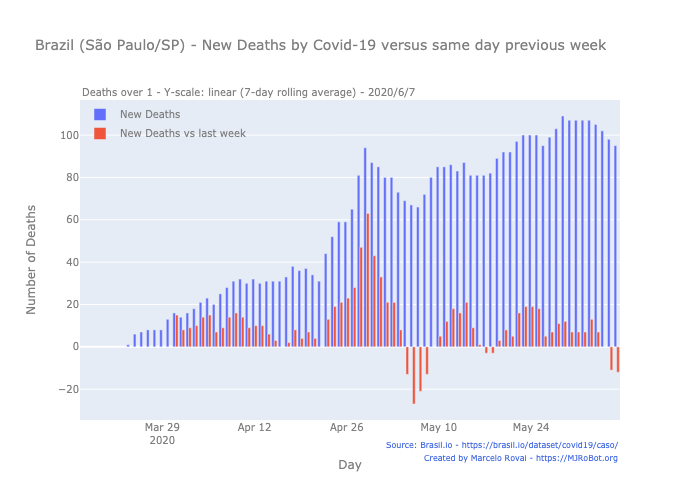 Brazil (São Paulo/SP) - New Deaths by Covid-19 versus same day previous week
Deaths over 1 - Y-scale: linear (7-day rolling average) - 2020/6/7
New Deaths
New Deaths vs last week
100
80
60
40
20
0
−20
Number of Deaths
Mar 29
2020
Apr 12
Apr 26
May 10
May 24
Day
Source: Brasil.io - https://brasil.io/dataset/covid19/caso/
Created by Marcelo Rovai - https://MJRoBot.org